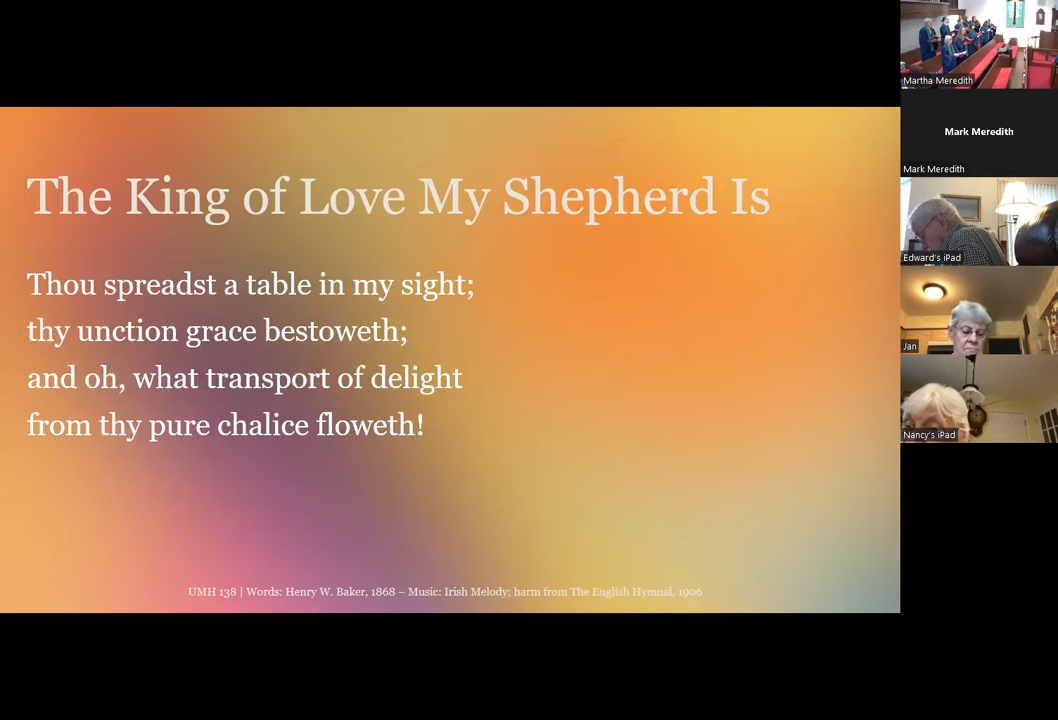 The King of Love My Shepherd Is
Thou spreadst a table in my sight;
thy unction grace bestoweth;
and oh, what transport of delight
from thy pure chalice floweth!
UMH 138 | Words: Henry W. Baker, 1868 – Music: Irish Melody; harm from The English Hymnal, 1906
Martha Meredith
Mark Meredith
Mark Meredith
Edward's iPad
Jan
Nancy's iPad